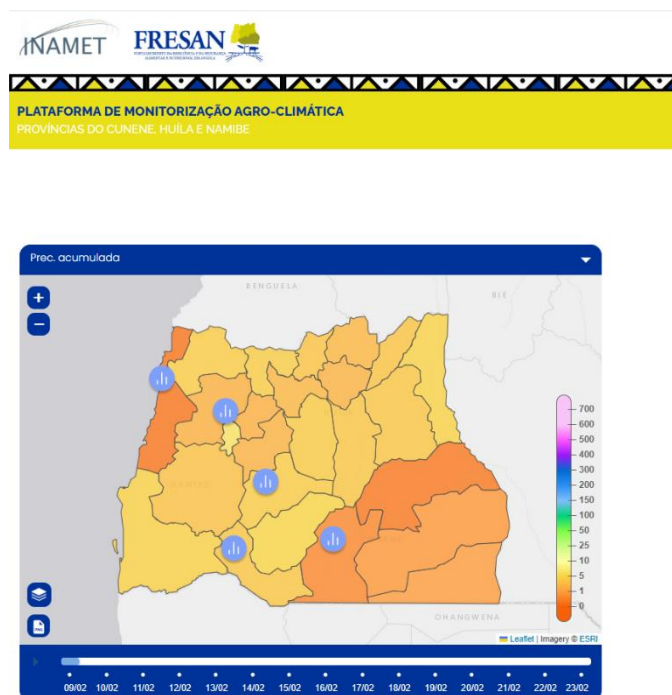 INAMET
FRESAN
PLATAFORMA DE MONITORIZAÇÃO AGRO-CLIMÁTICA
PROVÍNCIAS DO CUNENE, HUÍLA E NAMIBE
Prec. acumulada
+
−
BENGUELA
BIÉ
700
600
500
400
300
200
150
100
50
25
10
5
1
0
OHANGWENA
Leaflet | Imagery © ESRI
09/02 10/02 11/02 12/02 13/02 14/02 15/02 16/02 17/02 18/02 19/02 20/02 21/02 22/02 23/02